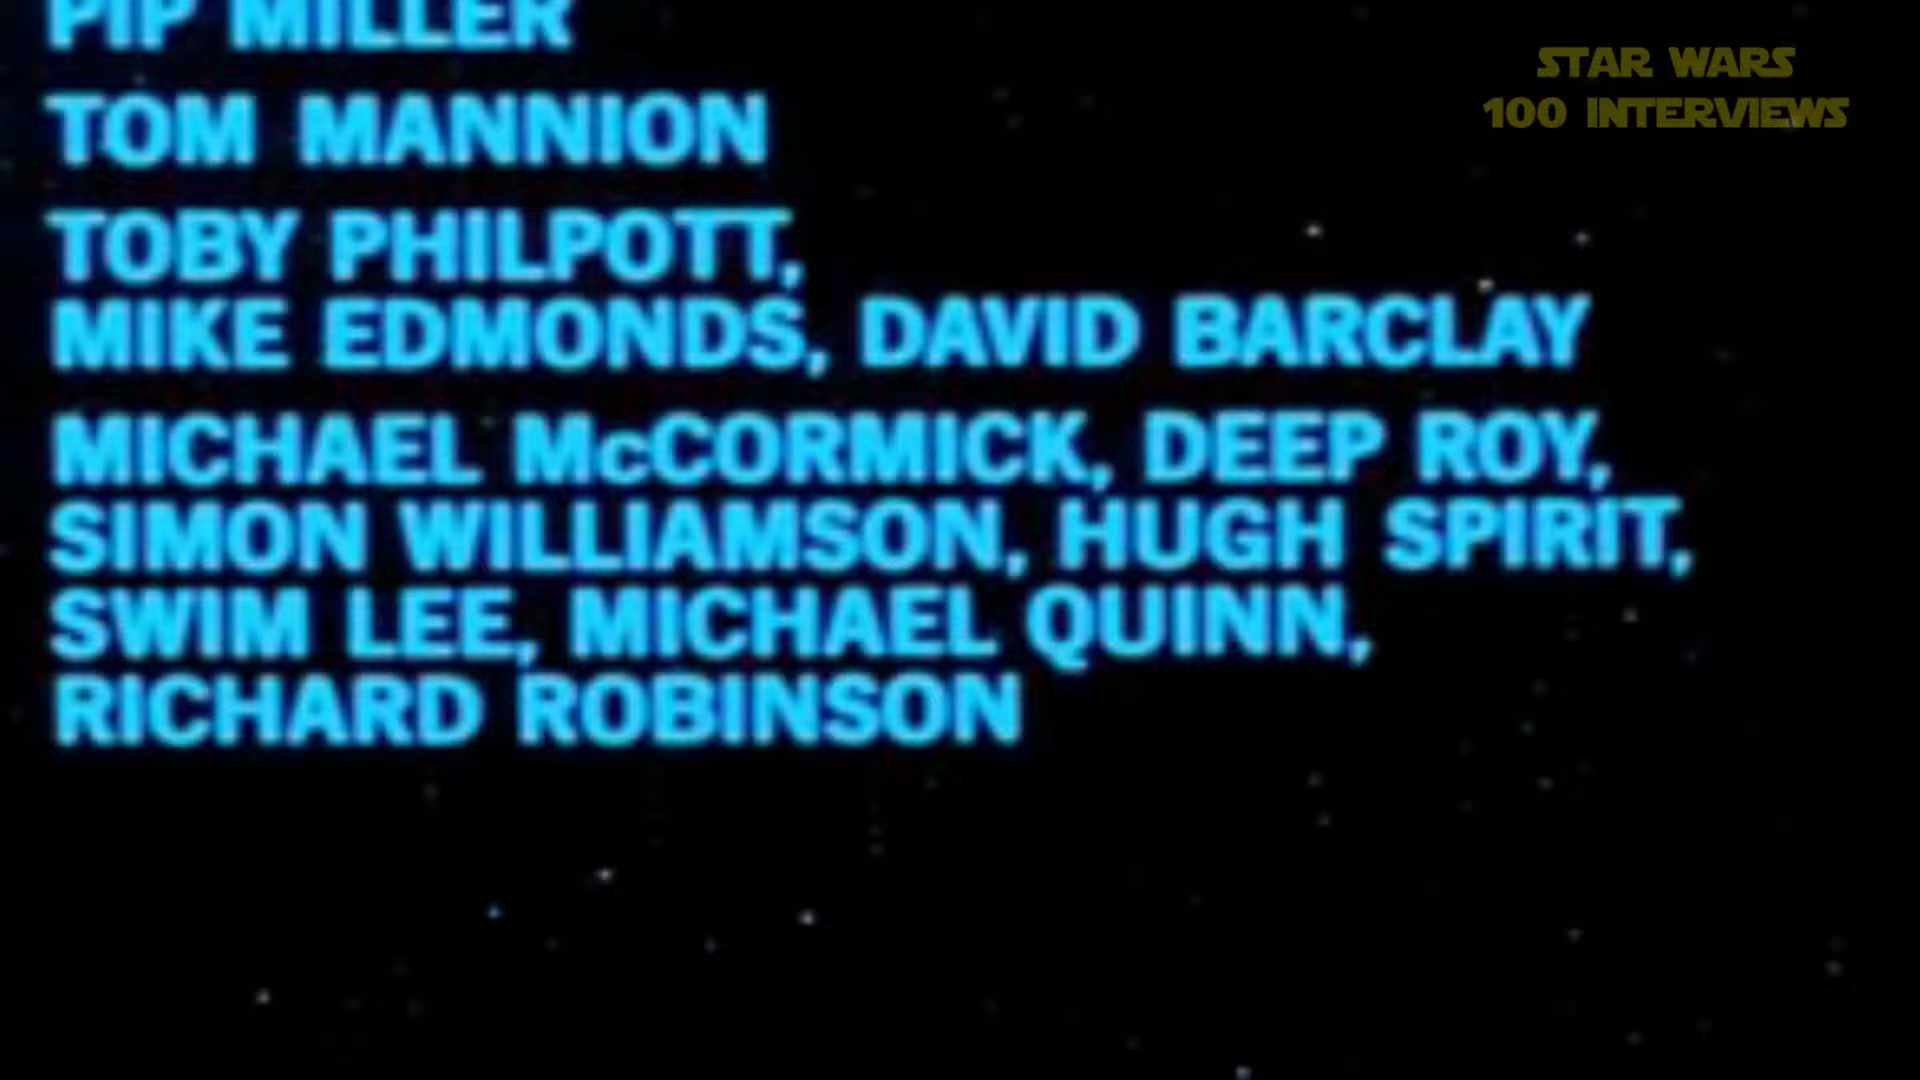 PIP MILLER
STAR WARS
100 INTERVIEWS
TOM MANNION
TOBY PHILPOTT,
MIKE EDMONDS, DAVID BARCLAY
MICHAEL McCORMICK, DEEP ROY,
SIMON WILLIAMSON, HUGH SPIRIT,
SWIM LEE, MICHAEL QUINN,
RICHARD ROBINSON